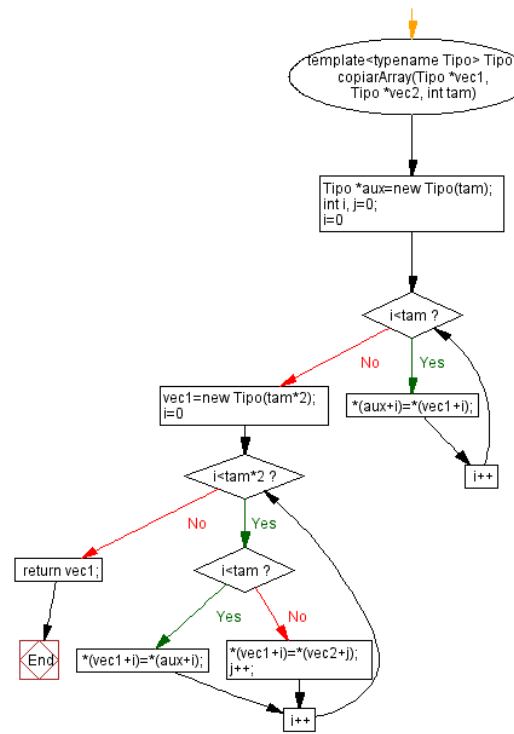 template<typename Tipo> Tipo
copiarArray(Tipo *vec1,
Tipo *vec2, int tam)
Tipo *aux=new Tipo(tam);
int i, j=0;
i=0
i<tam ?
No
Yes
vec1=new Tipo(tam*2);
i=0
*(aux+i)=*(vec1+i);
i++
i<tam*2 ?
No
Yes
return vec1;
i<tam ?
Yes
No
End
*(vec1+i)=*(aux+i);
*(vec1+i)=*(vec2+j);
j++;
i++